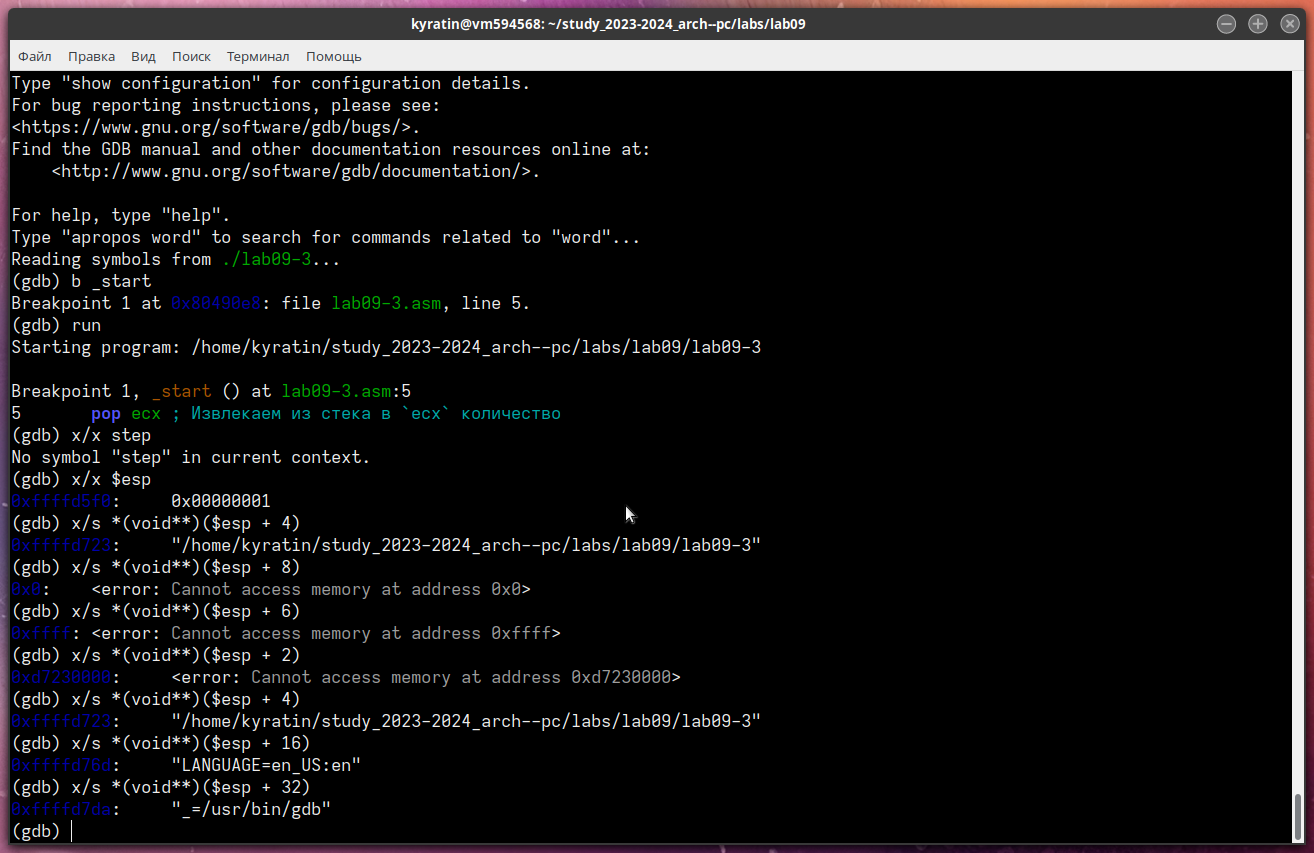 kyratin@vm594568: ~/study_2023-2024_arch--pc/labs/lab09
Файл Правка Вид Поиск Терминал Помощь
Type "show configuration" for configuration details.
For bug reporting instructions, please see:
<https://www.gnu.org/software/gdb/bugs/>.
Find the GDB manual and other documentation resources online at:
    <http://www.gnu.org/software/gdb/documentation/>.

For help, type "help".
Type "apropos word" to search for commands related to "word"...
Reading symbols from ./lab09-3...
(gdb) b _start
Breakpoint 1 at 0x80490e8: file lab09-3.asm, line 5.
(gdb) run
Starting program: /home/kyratin/study_2023-2024_arch--pc/labs/lab09/lab09-3

Breakpoint 1, _start () at lab09-3.asm:5
5       pop ecx ; Извлекаем из стека в `ecx` количество
(gdb) x/x step
No symbol "step" in current context.
(gdb) x/x $esp
0xffffd5f0:     0x00000001
(gdb) x/s *(void**)($esp + 4)
0xffffd723:     "/home/kyratin/study_2023-2024_arch--pc/labs/lab09/lab09-3"
(gdb) x/s *(void**)($esp + 8)
0x0:    <error: Cannot access memory at address 0x0>
(gdb) x/s *(void**)($esp + 6)
0xffff: <error: Cannot access memory at address 0xffff>
(gdb) x/s *(void**)($esp + 2)
0xd7230000:     <error: Cannot access memory at address 0xd7230000>
(gdb) x/s *(void**)($esp + 4)
0xffffd723:     "/home/kyratin/study_2023-2024_arch--pc/labs/lab09/lab09-3"
(gdb) x/s *(void**)($esp + 16)
0xffffd76d:     "LANGUAGE=en_US:en"
(gdb) x/s *(void**)($esp + 32)
0xffffd7da:     "_=/usr/bin/gdb"
(gdb)